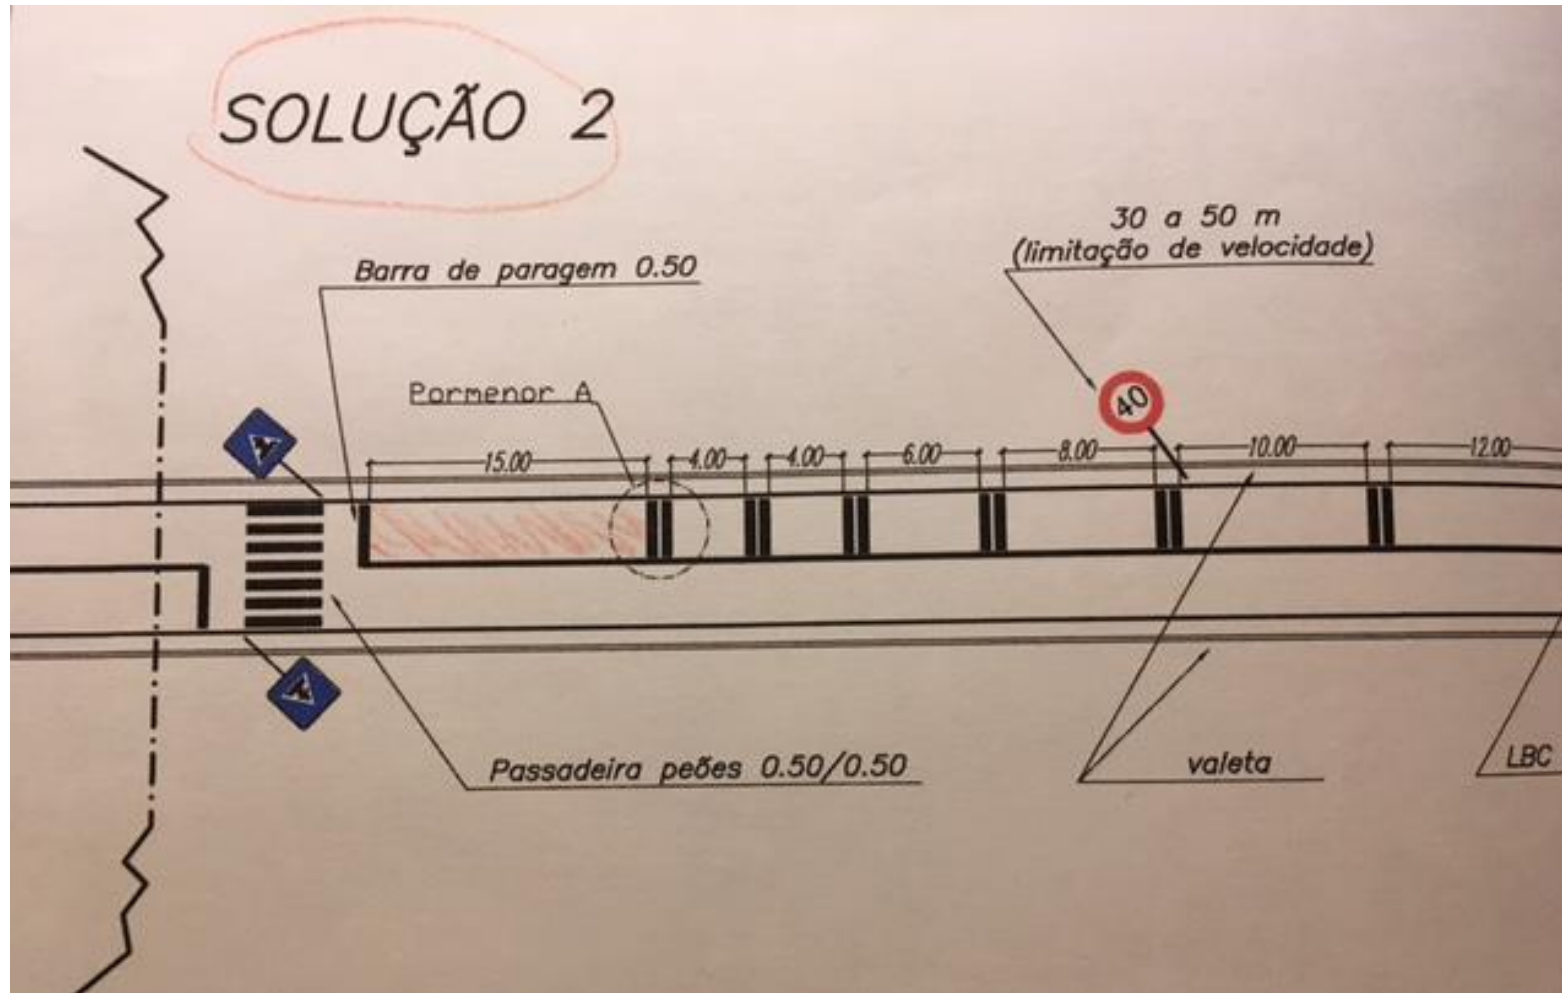 SOLUÇÃO 2
30 a 50 m
(limitação de velocidade)
Barra de paragem 0.50
Pormenor A
40
15.00 4.00 4.00 6.00 8.00 10.00 12.00
Passadeira peões 0.50/0.50
valeta
LBC